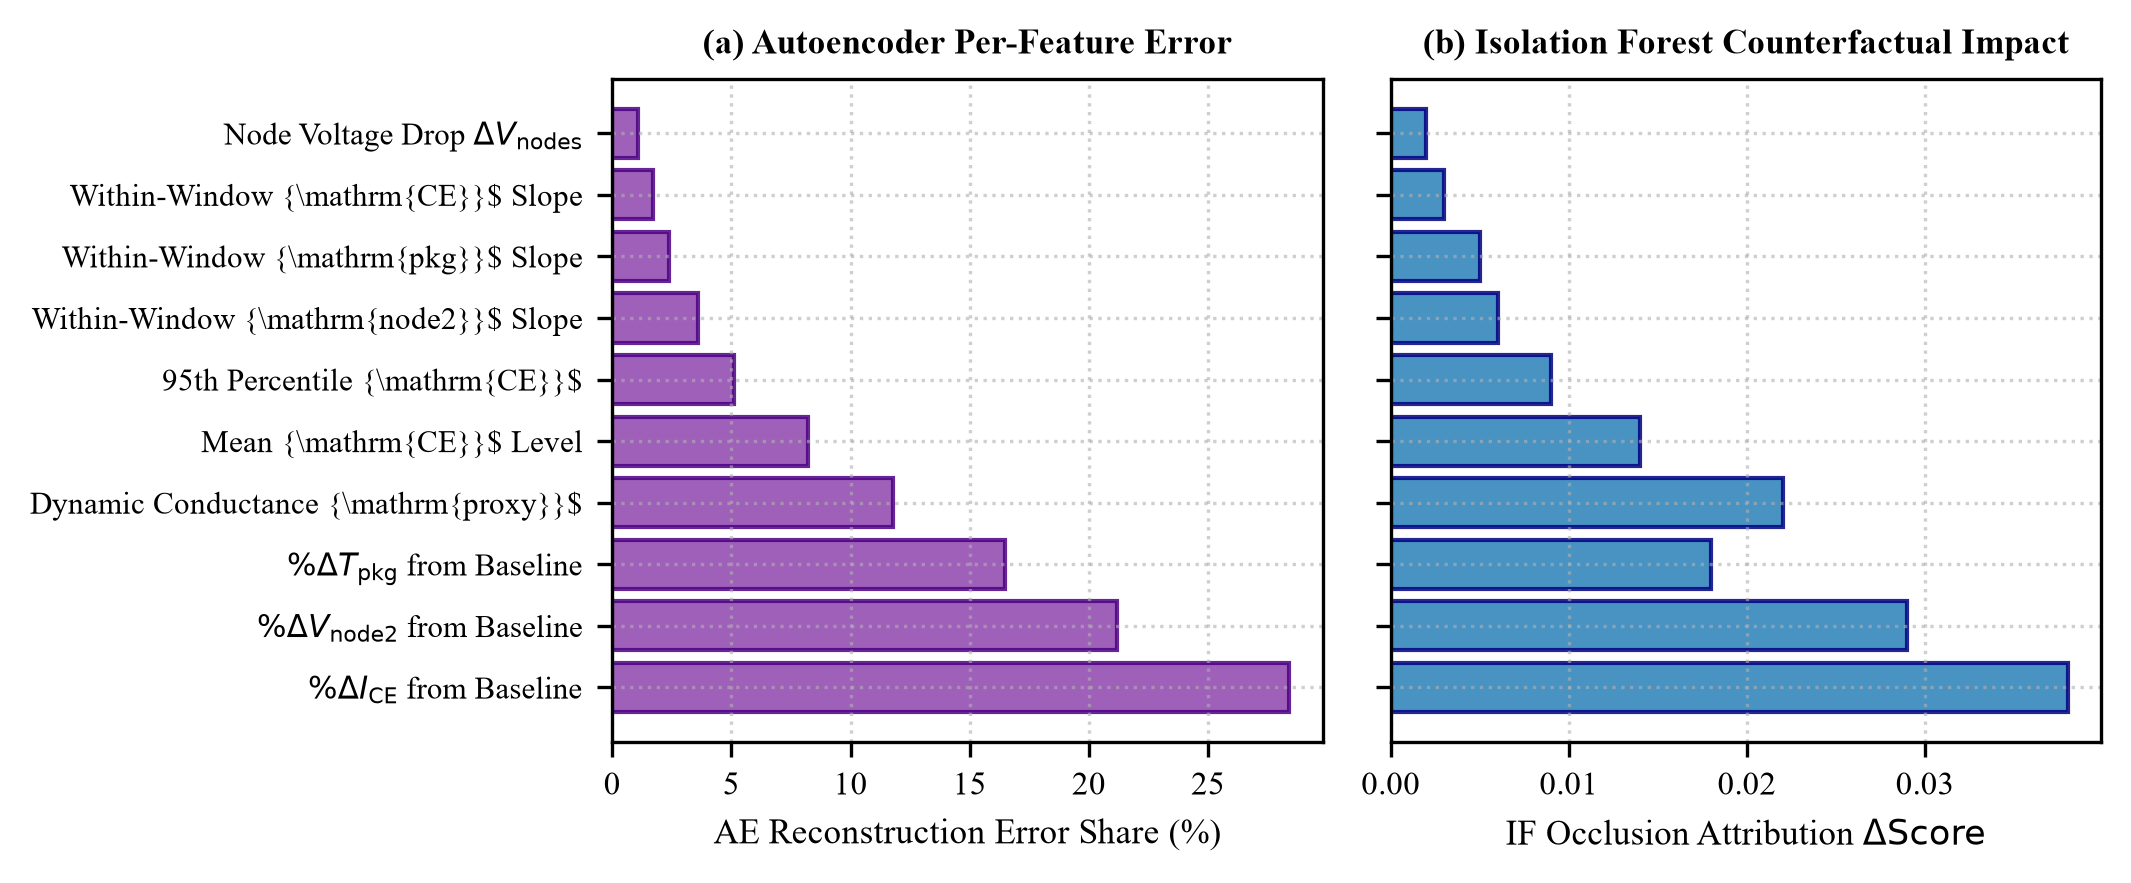 (a) Autoencoder Per-Feature Error
(b) Isolation Forest Counterfactual Impact
Node Voltage Drop ΔV_nodes
Within-Window {\mathrm{CE}}$ Slope
Within-Window {\mathrm{pkg}}$ Slope
Within-Window {\mathrm{node2}}$ Slope
95th Percentile {\mathrm{CE}}$
Mean {\mathrm{CE}}$ Level
Dynamic Conductance {\mathrm{proxy}}$
%ΔT_pkg from Baseline
%ΔV_node2 from Baseline
%ΔI_CE from Baseline
0 5 10 15 20 25
AE Reconstruction Error Share (%)
0.00 0.01 0.02 0.03
IF Occlusion Attribution ΔScore